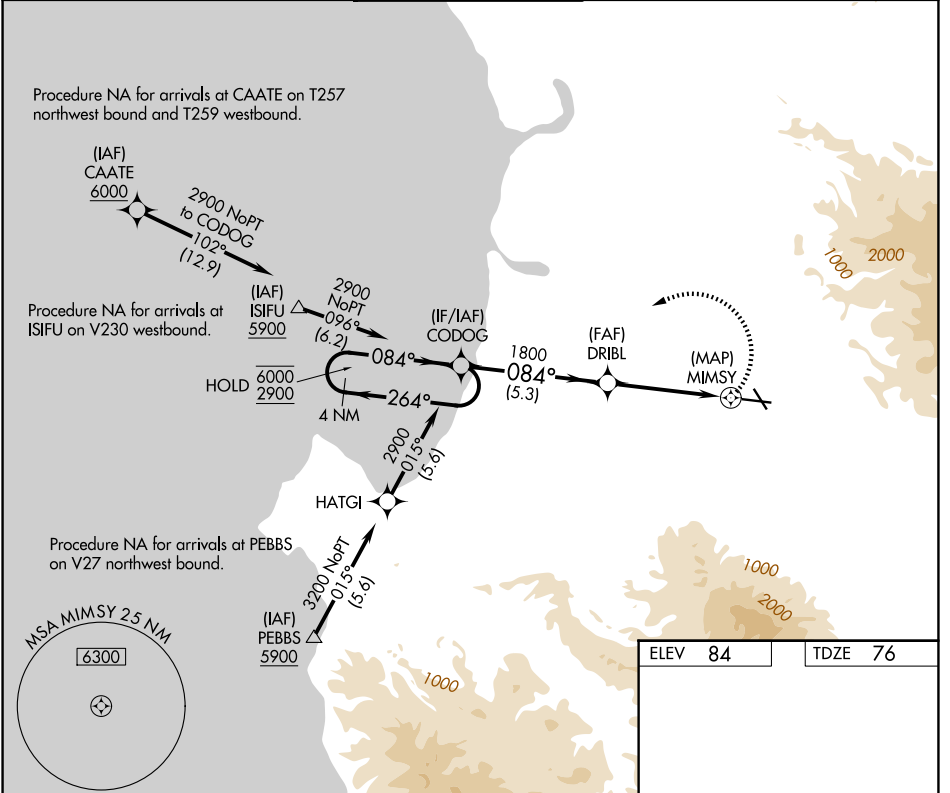 Procedure NA for arrivals at CAATE on T257
northwest bound and T259 westbound.
(IAF)
CAATE
6000
2900 NoPT
to CODOG
102°
(12.9)
1000
2000
Procedure NA for arrivals at
ISIFU on V230 westbound.
(IAF)
ISIFU
5900
2900
NoPT
096°
(6.2)
(IF/IAF)
CODOG
1800
084°
(5.3)
(FAF)
DRIBL
(MAP)
MIMSY
HOLD
6000
2900
084°
264°
4 NM
2900
015°
(5.6)
HATGI
Procedure NA for arrivals at PEBBS
on V27 northwest bound.
3200 NoPT
015°
(5.6)
(IAF)
PEBBS
5900
MSA MIMSY 25 NM
6300
1000
1000
2000
ELEV 84
TDZE 76